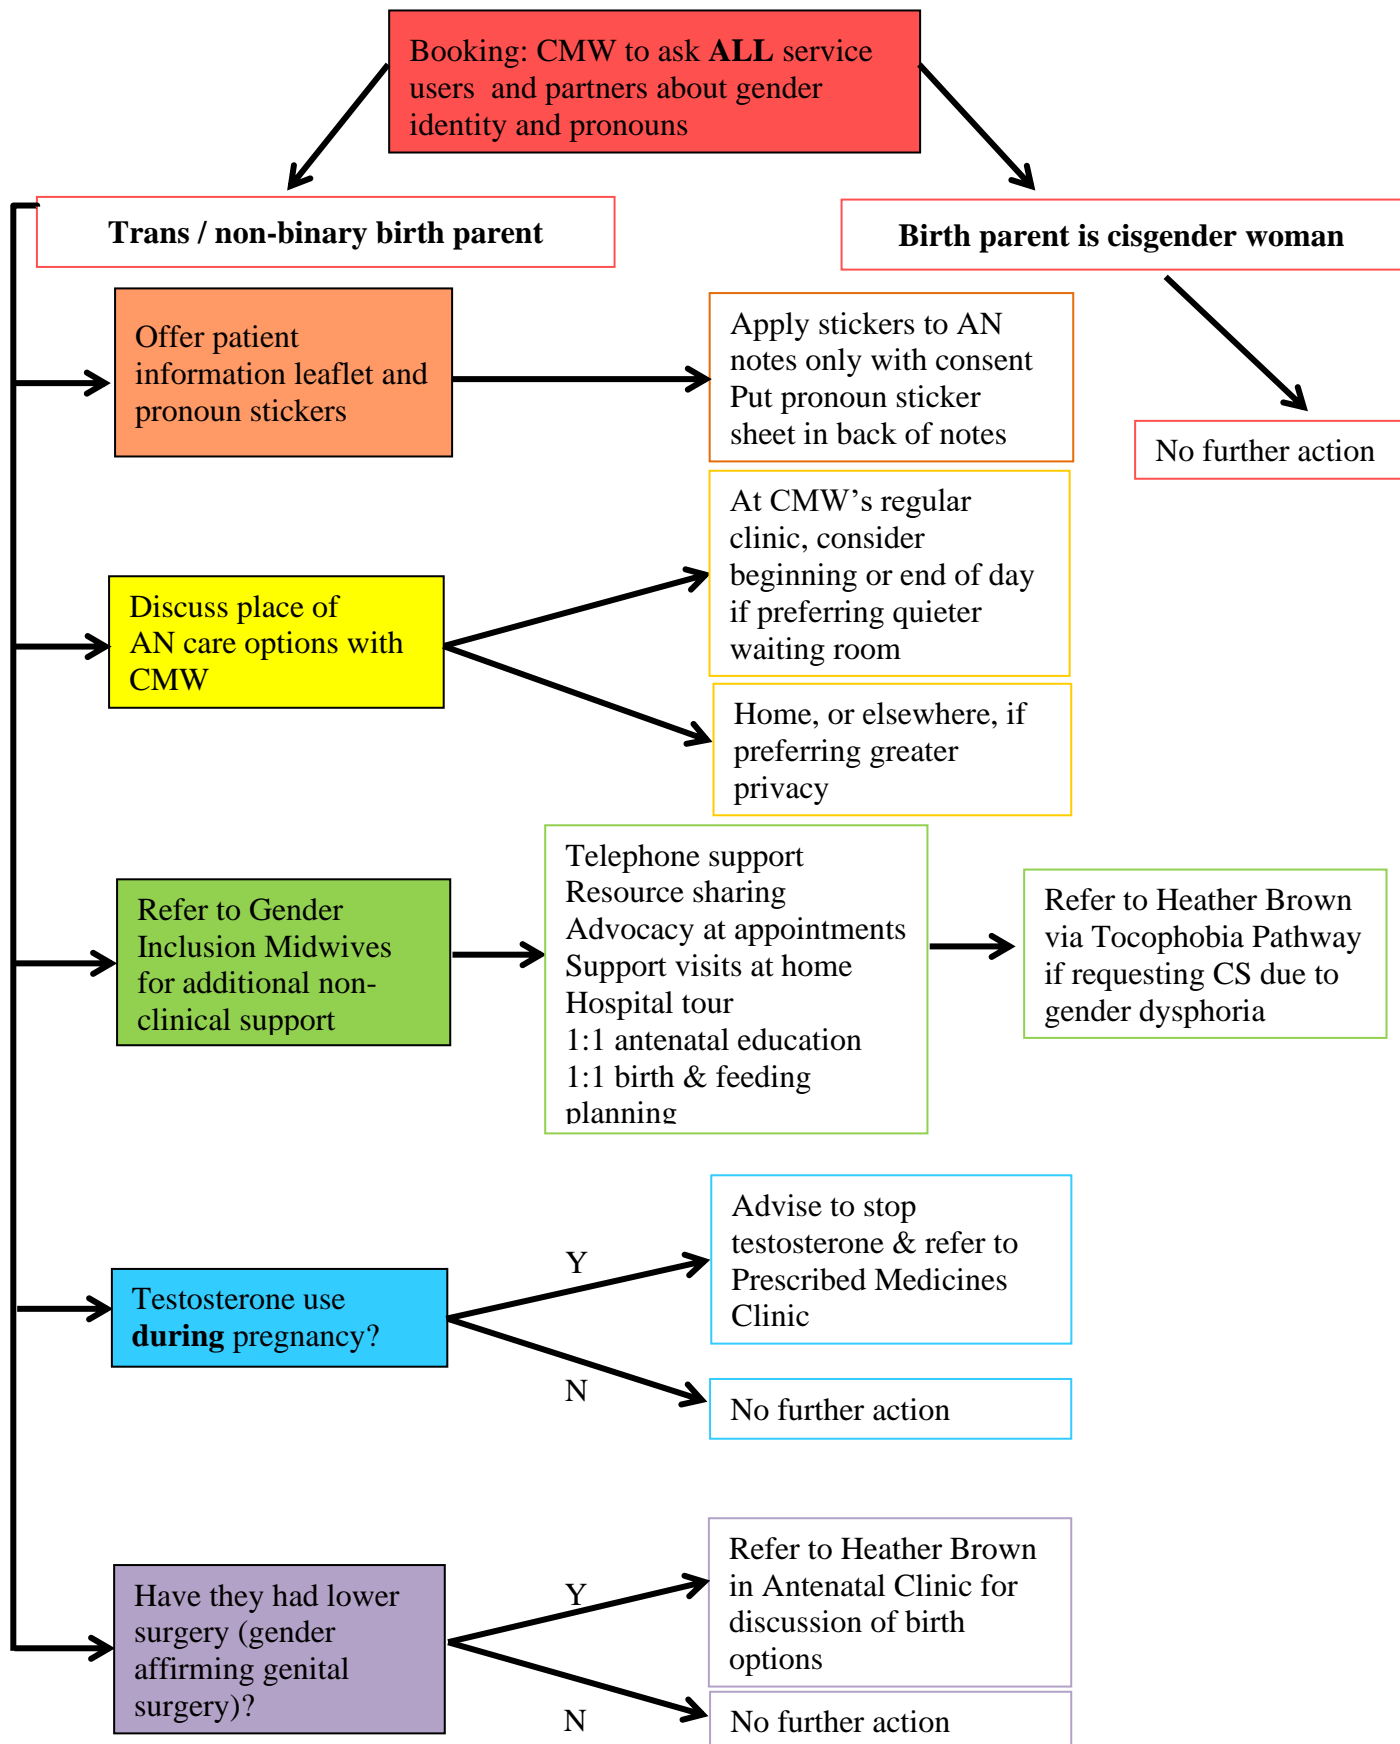 Booking: CMW to ask ALL service
users and partners about gender
identity and pronouns
Trans / non-binary birth parent
Birth parent is cisgender woman
Offer patient
information leaflet and
pronoun stickers
Apply stickers to AN
notes only with consent
Put pronoun sticker
sheet in back of notes
No further action
Discuss place of
AN care options with
CMW
At CMW’s regular
clinic, consider
beginning or end of day
if preferring quieter
waiting room
Home, or elsewhere, if
preferring greater
privacy
Refer to Gender
Inclusion Midwives
for additional non-
clinical support
Telephone support
Resource sharing
Advocacy at appointments
Support visits at home
Hospital tour
1:1 antenatal education
1:1 birth & feeding
planning
Refer to Heather Brown
via Tocophobia Pathway
if requesting CS due to
gender dysphoria
Testosterone use
during pregnancy?
Y
Advise to stop
testosterone & refer to
Prescribed Medicines
Clinic
N
No further action
Have they had lower
surgery (gender
affirming genital
surgery)?
Y
Refer to Heather Brown
in Antenatal Clinic for
discussion of birth
options
N
No further action